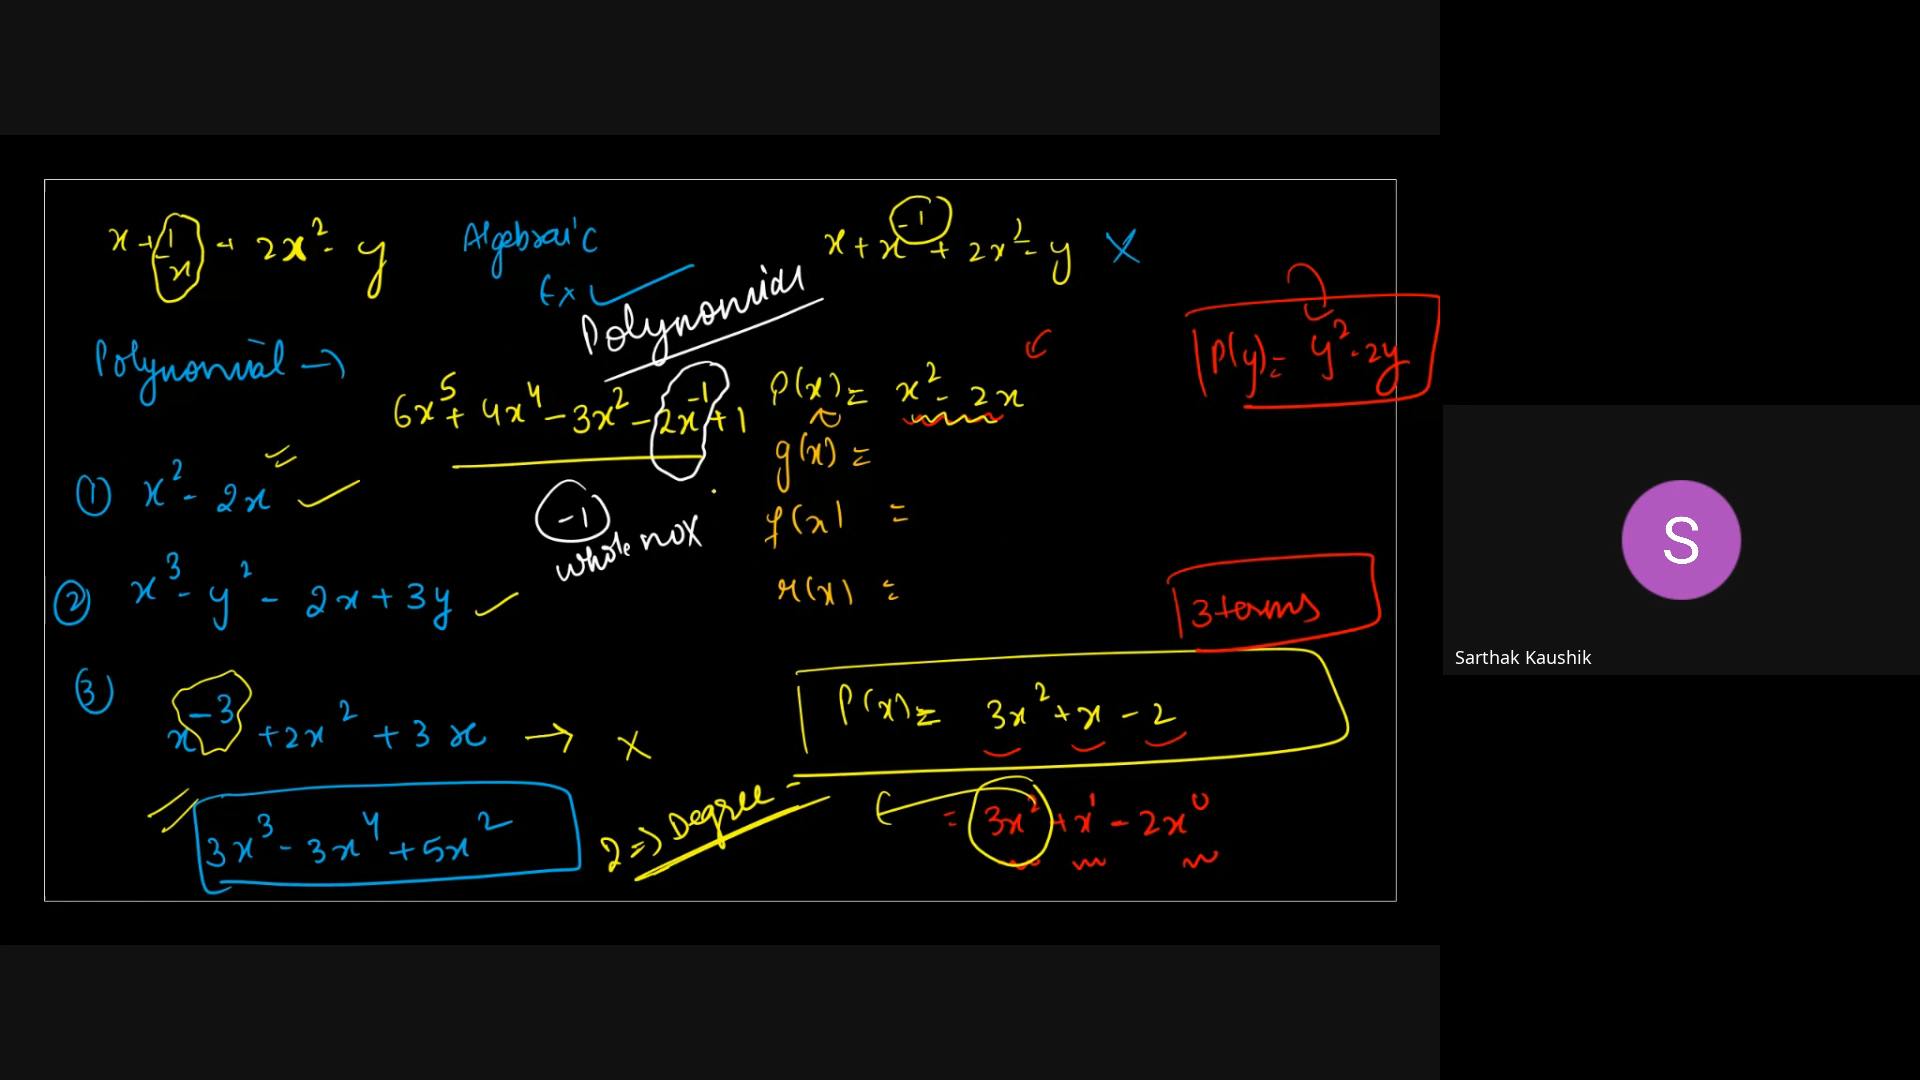 x + 1/x + 2x² - y
Algebraic
Ex
x + x⁻¹ + 2x² - y X
Polynomials
P(y) = y² - 2y
Polynomial →
6x⁵ + 4x⁴ - 3x² - 2x⁻¹ + 1
P(x) = x² - 2x
g(x) =
① x² - 2x ✓
-1
whole no X
f(x) =
② x³ - y² - 2x + 3y ✓
r(x) =
3 terms
③
x⁻³ + 2x² + 3x → X
P(x) = 3x² + x - 2
3x³ - 3x⁴ + 5x²
2 => Degree
= 3x² + x¹ - 2x⁰
S
Sarthak Kaushik